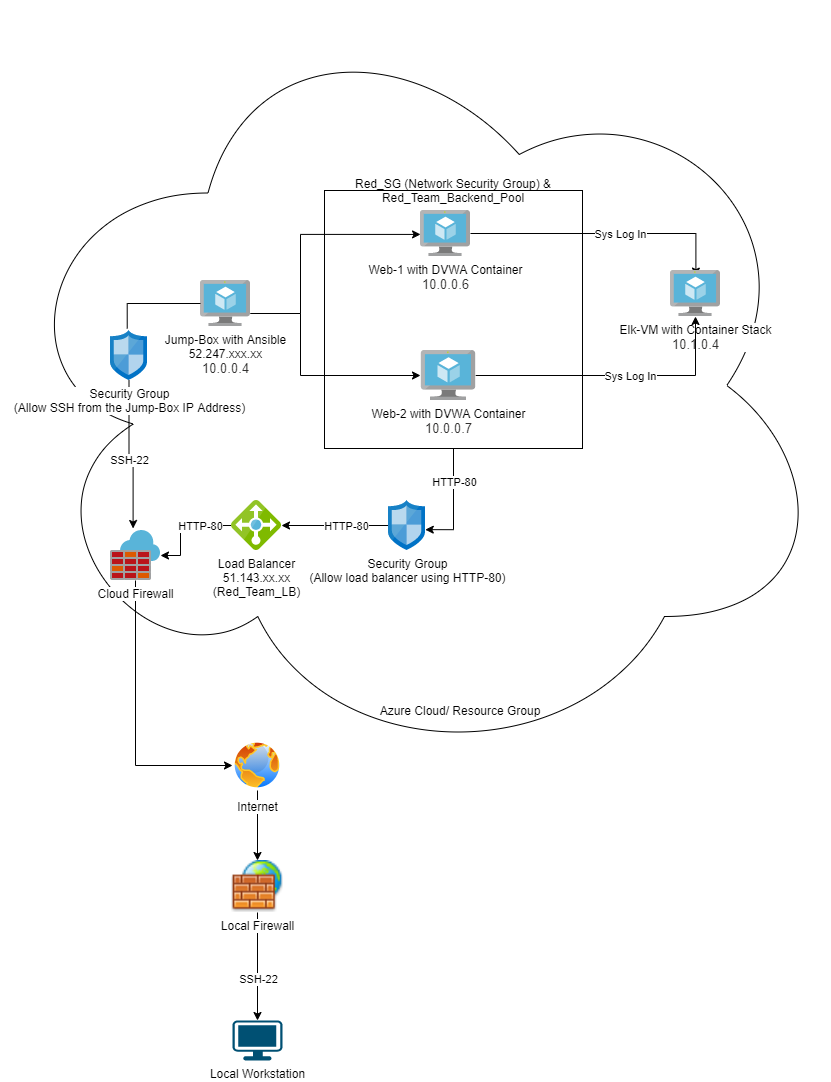 Red_SG (Network Security Group) &
Red_Team_Backend_Pool
Web-1 with DVWA Container
10.0.0.6
Sys Log In
Elk-VM with Container Stack
10.1.0.4
Jump-Box with Ansible
52.247.xxx.xx
10.0.0.4
Web-2 with DVWA Container
10.0.0.7
Sys Log In
Security Group
(Allow SSH from the Jump-Box IP Address)
SSH-22
HTTP-80
HTTP-80
HTTP-80
Cloud Firewall
Load Balancer
51.143.xx.xx
(Red_Team_LB)
Security Group
(Allow load balancer using HTTP-80)
Azure Cloud/ Resource Group
Internet
Local Firewall
SSH-22
Local Workstation